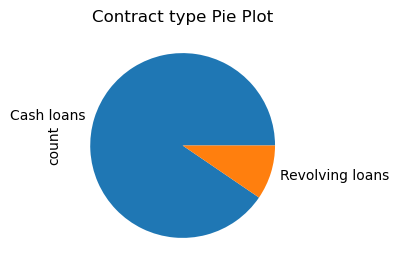 Contract type Pie Plot
Cash loans
count
Revolving loans